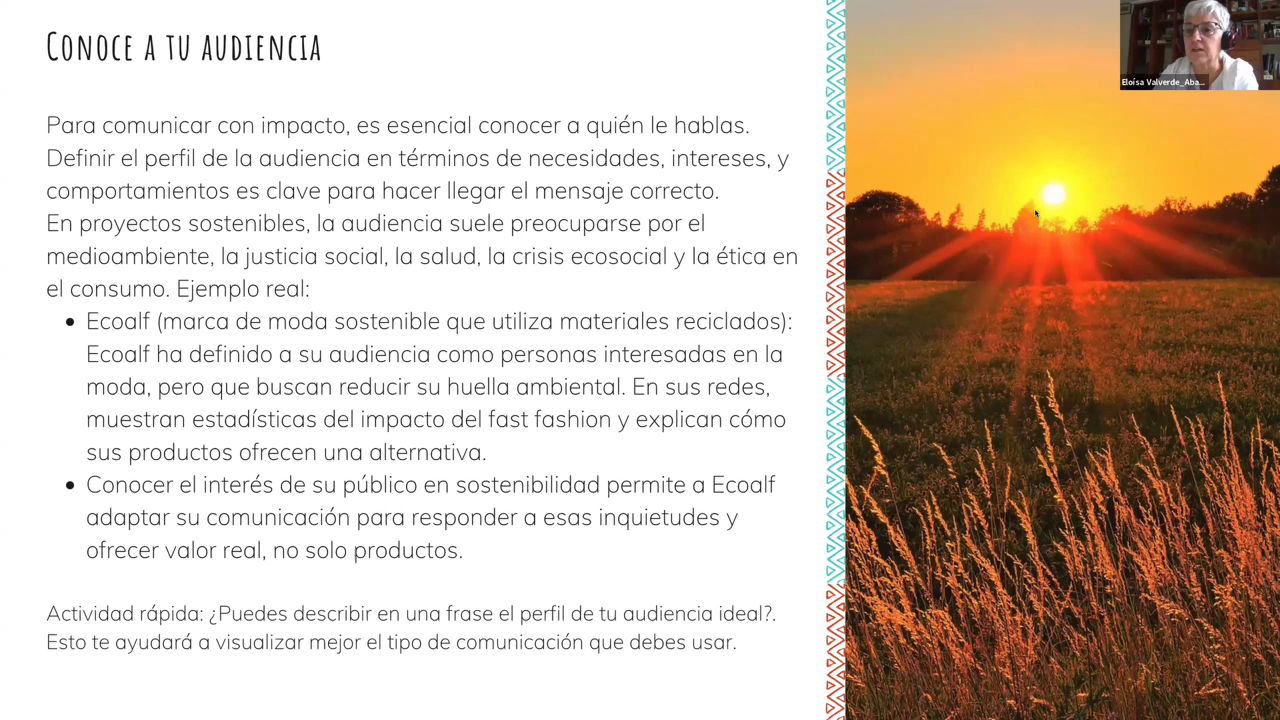 Conoce a tu audiencia
Para comunicar con impacto, es esencial conocer a quién le hablas.
Definir el perfil de la audiencia en términos de necesidades, intereses, y
comportamientos es clave para hacer llegar el mensaje correcto.
En proyectos sostenibles, la audiencia suele preocuparse por el
medioambiente, la justicia social, la salud, la crisis ecosocial y la ética en
el consumo. Ejemplo real:
• Ecoalf (marca de moda sostenible que utiliza materiales reciclados):
Ecoalf ha definido a su audiencia como personas interesadas en la
moda, pero que buscan reducir su huella ambiental. En sus redes,
muestran estadísticas del impacto del fast fashion y explican cómo
sus productos ofrecen una alternativa.
• Conocer el interés de su público en sostenibilidad permite a Ecoalf
adaptar su comunicación para responder a esas inquietudes y
ofrecer valor real, no solo productos.
Actividad rápida: ¿Puedes describir en una frase el perfil de tu audiencia ideal?.
Esto te ayudará a visualizar mejor el tipo de comunicación que debes usar.
Eloísa Valverde_Aba...